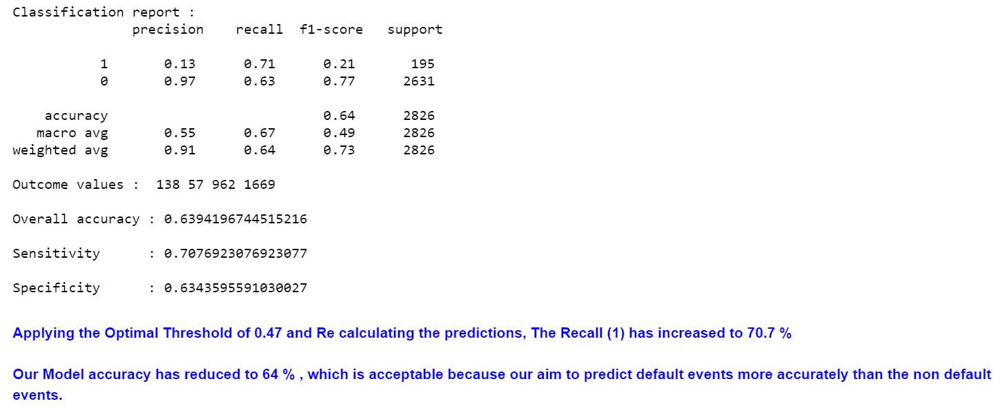 Classification report :
precision recall f1-score support
1 0.13 0.71 0.21 195
0 0.97 0.63 0.77 2631
accuracy 0.64 2826
macro avg 0.55 0.67 0.49 2826
weighted avg 0.91 0.64 0.73 2826
Outcome values : 138 57 962 1669
Overall accuracy : 0.6394196744515216
Sensitivity : 0.7076923076923077
Specificity : 0.6343595591030027
Applying the Optimal Threshold of 0.47 and Re calculating the predictions, The Recall (1) has increased to 70.7 %
Our Model accuracy has reduced to 64 % , which is acceptable because our aim to predict default events more accurately than the non default
events.